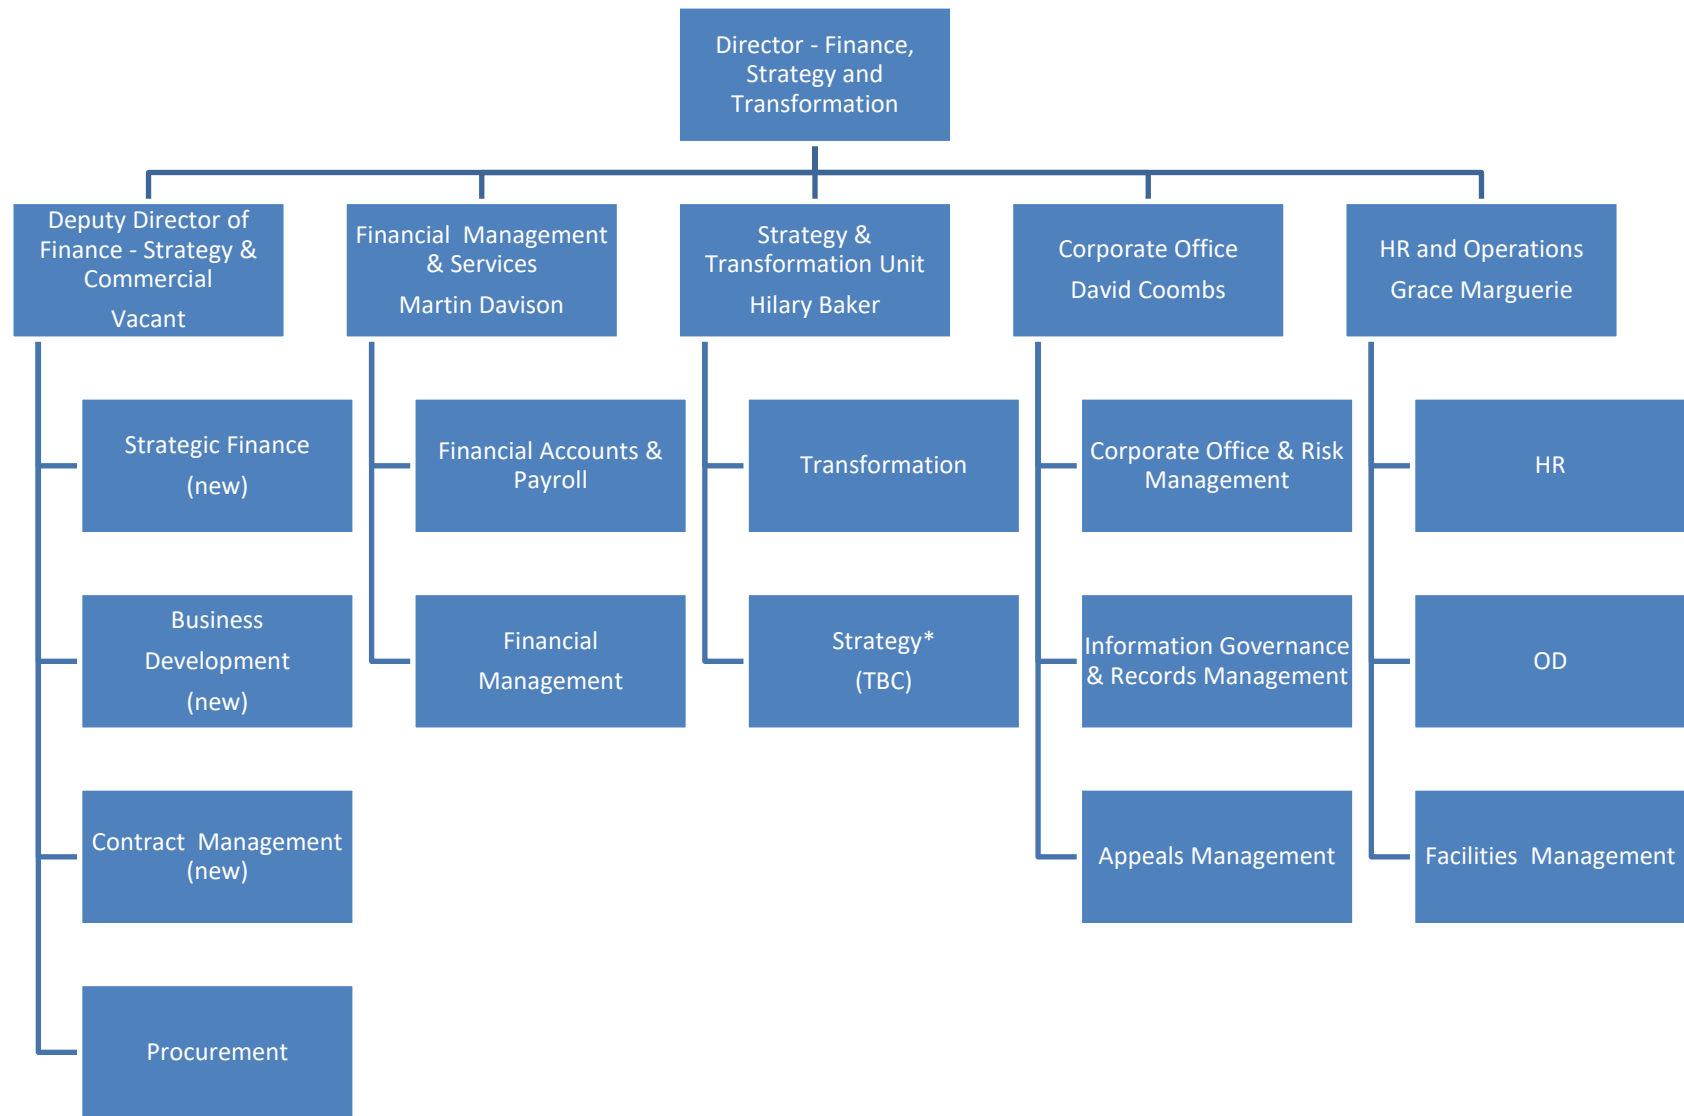 Director - Finance,
Strategy and
Transformation
Deputy Director of
Finance - Strategy &
Commercial
Vacant
Financial  Management
& Services
Martin Davison
Strategy &
Transformation Unit
Hilary Baker
Corporate Office
David Coombs
HR and Operations
Grace Marguerie
Strategic Finance
(new)
Financial Accounts &
Payroll
Transformation
Corporate Office & Risk
Management
HR
Business
Development
(new)
Financial
Management
Strategy*
(TBC)
Information Governance
& Records Management
OD
Contract  Management
(new)
Appeals Management
Facilities  Management
Procurement